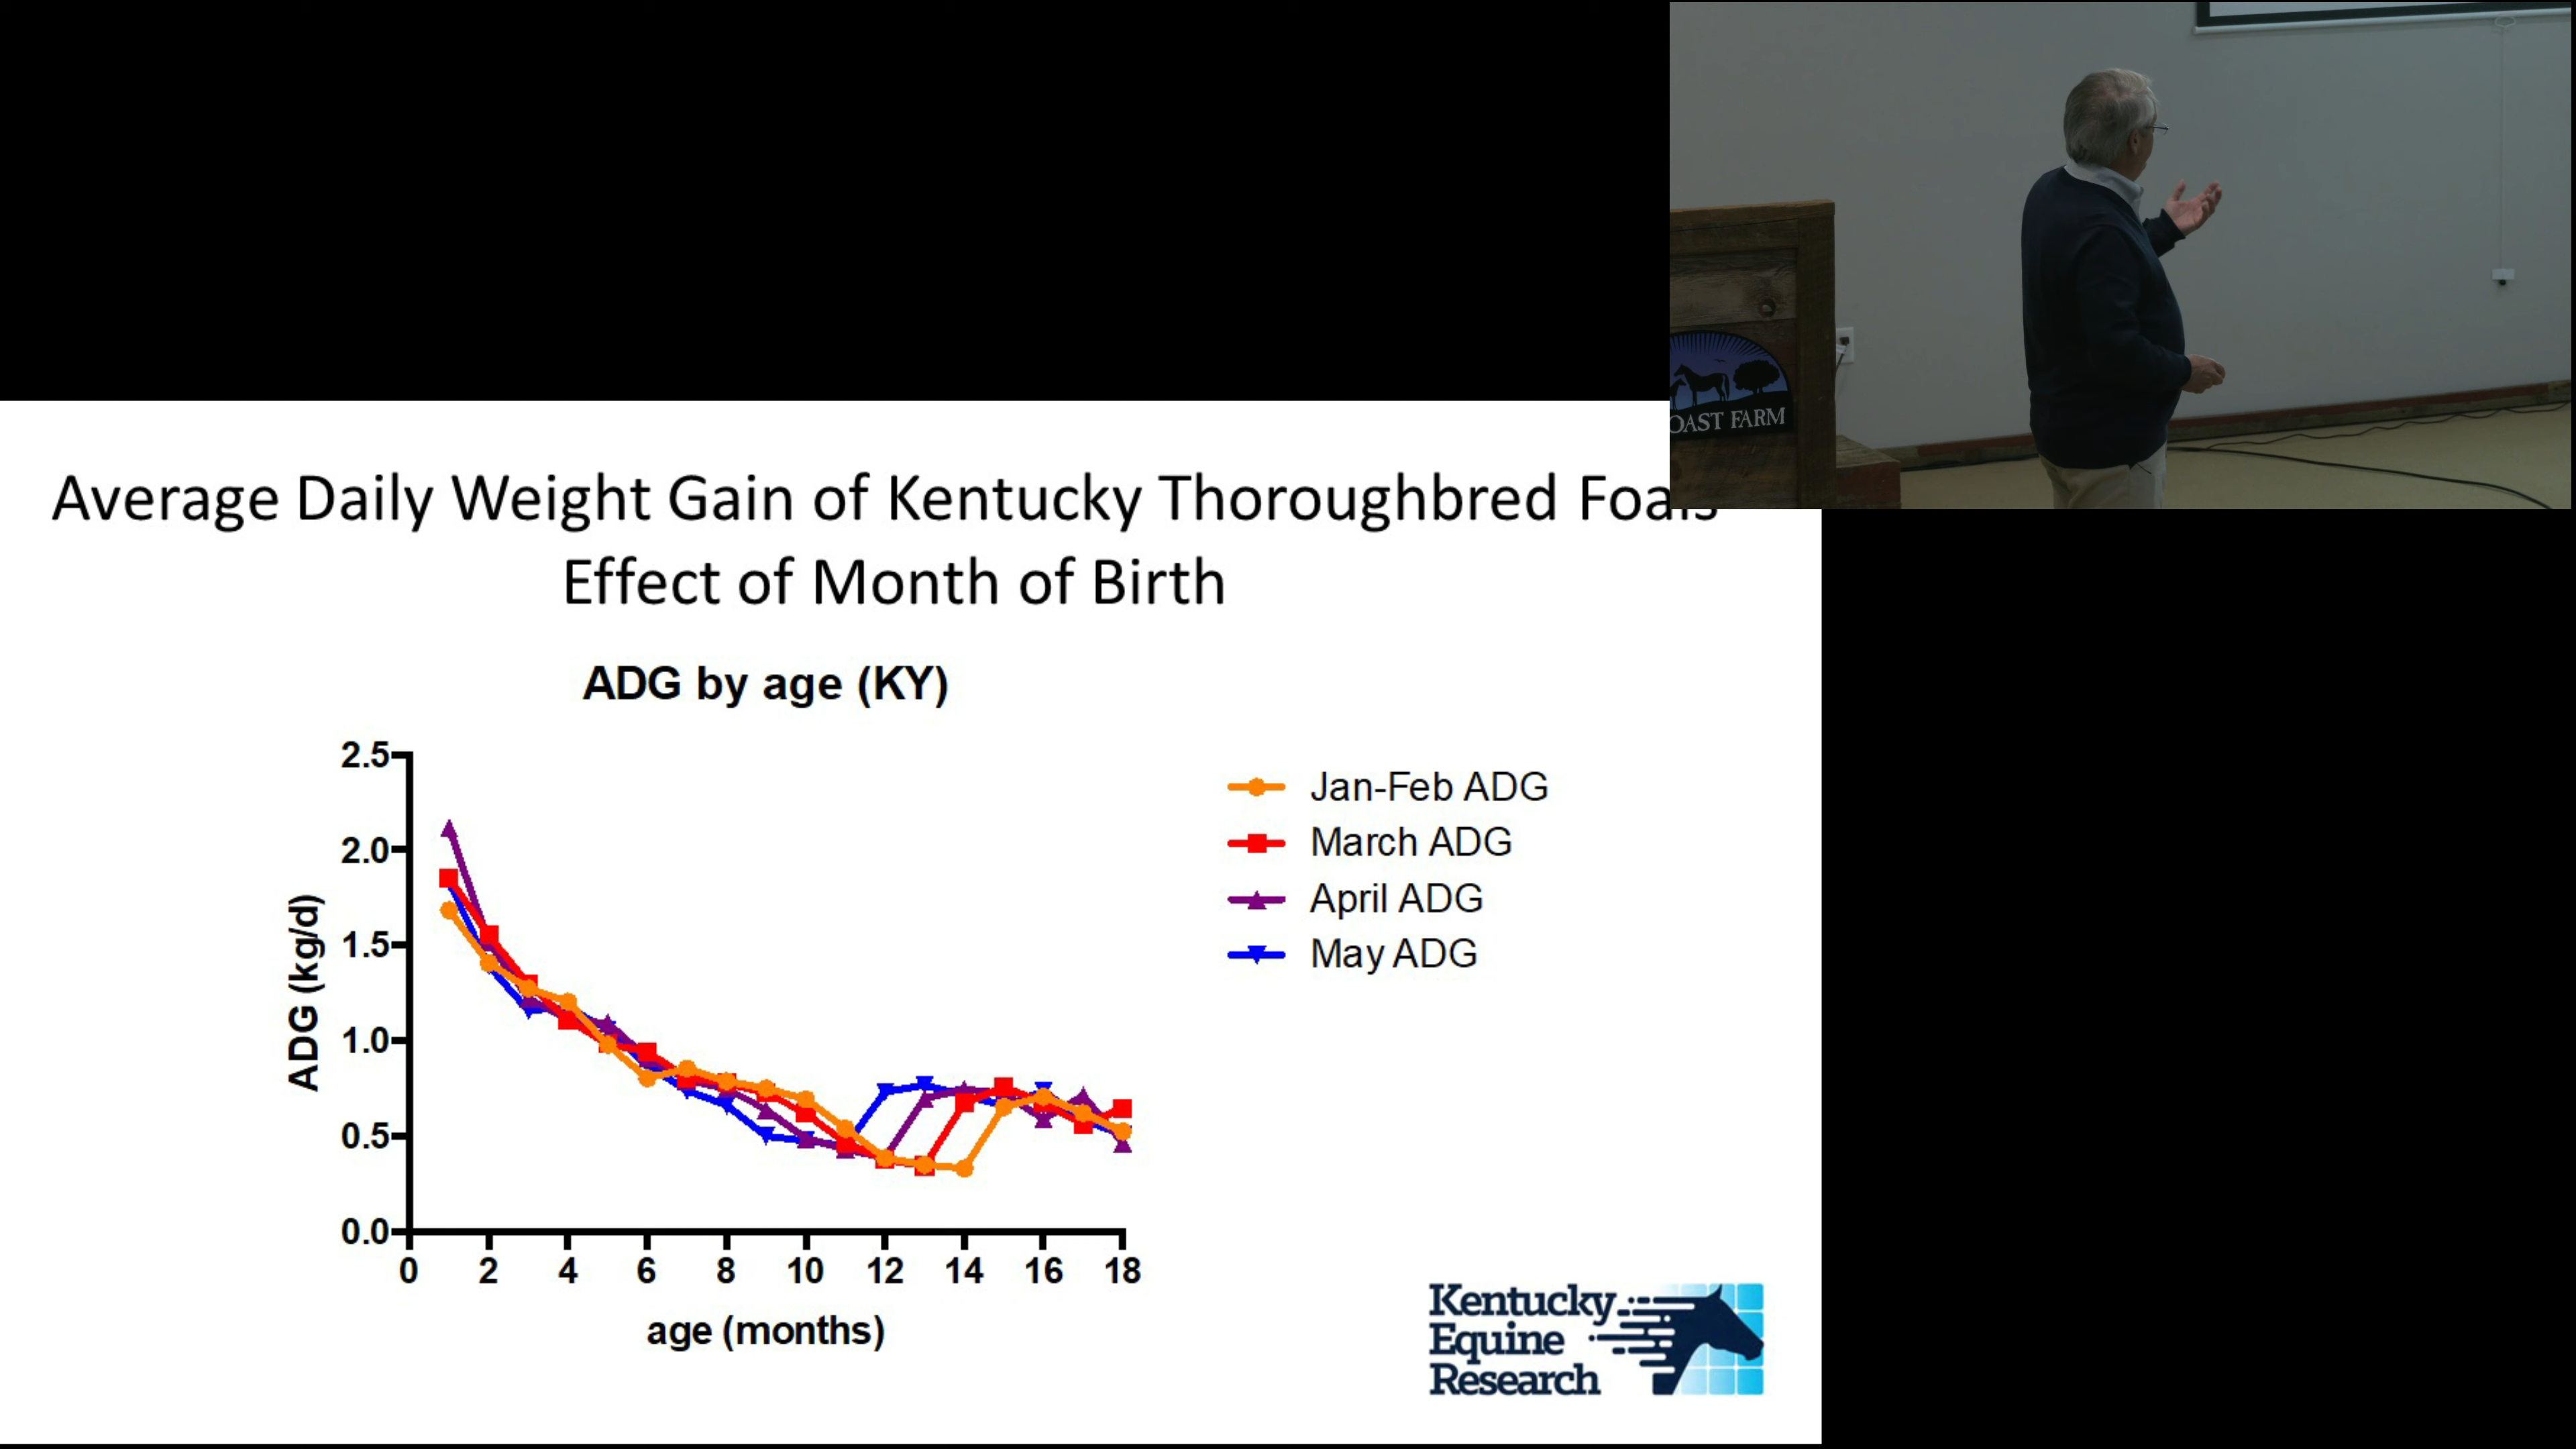 OAST FARM
Average Daily Weight Gain of Kentucky Thoroughbred Foals
Effect of Month of Birth
ADG by age (KY)
2.5
2.0
1.5
1.0
0.5
0.0
ADG (kg/d)
0 2 4 6 8 10 12 14 16 18
age (months)
Jan-Feb ADG
March ADG
April ADG
May ADG
Kentucky
Equine
Research